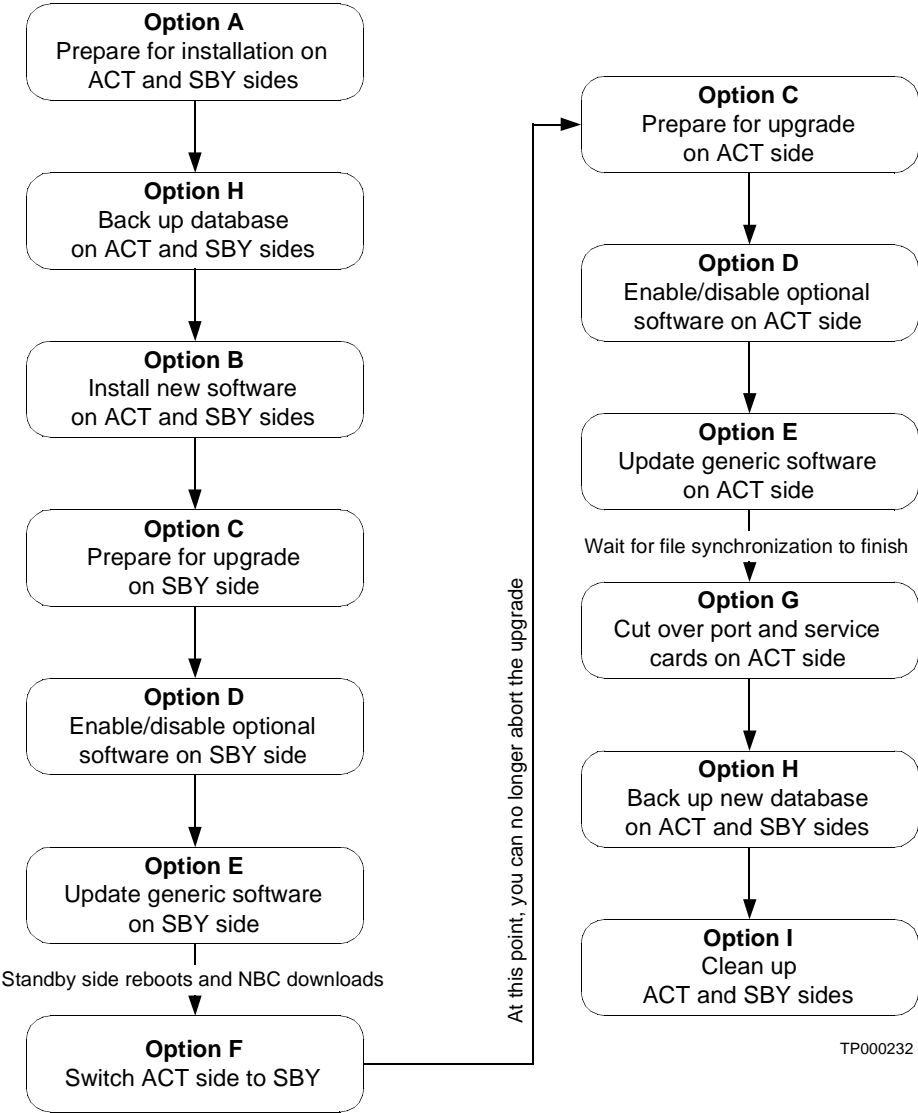 Option A
Prepare for installation on
ACT and SBY sides
Option H
Back up database
on ACT and SBY sides
Option B
Install new software
on ACT and SBY sides
Option C
Prepare for upgrade
on SBY side
Option D
Enable/disable optional
software on SBY side
Option E
Update generic software
on SBY side
Standby side reboots and NBC downloads
Option F
Switch ACT side to SBY
At this point, you can no longer abort the upgrade
Option C
Prepare for upgrade
on ACT side
Option D
Enable/disable optional
software on ACT side
Option E
Update generic software
on ACT side
Wait for file synchronization to finish
Option G
Cut over port and service
cards on ACT side
Option H
Back up new database
on ACT and SBY sides
Option I
Clean up
ACT and SBY sides
TP000232